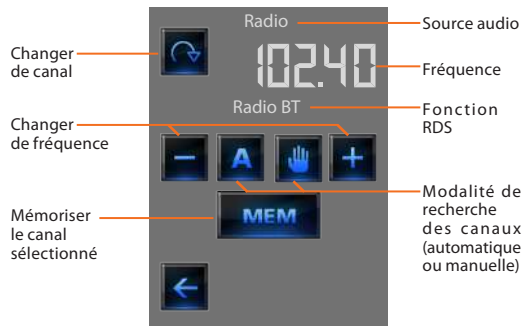 Radio
Source audio
Changer
de canal
102.40
Fréquence
Radio BT
Fonction
RDS
Changer
de fréquence
A
Modalité de
recherche
des canaux
(automatique
ou manuelle)
Mémoriser
le canal
sélectionné
MEM